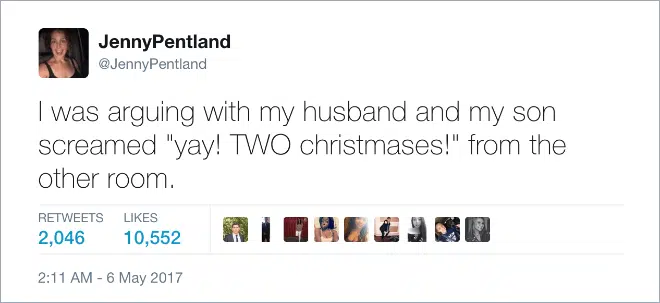 JennyPentland
@JennyPentland
I was arguing with my husband and my son
screamed "yay! TWO christmases!" from the
other room.
RETWEETS LIKES
2,046 10,552
2:11 AM - 6 May 2017